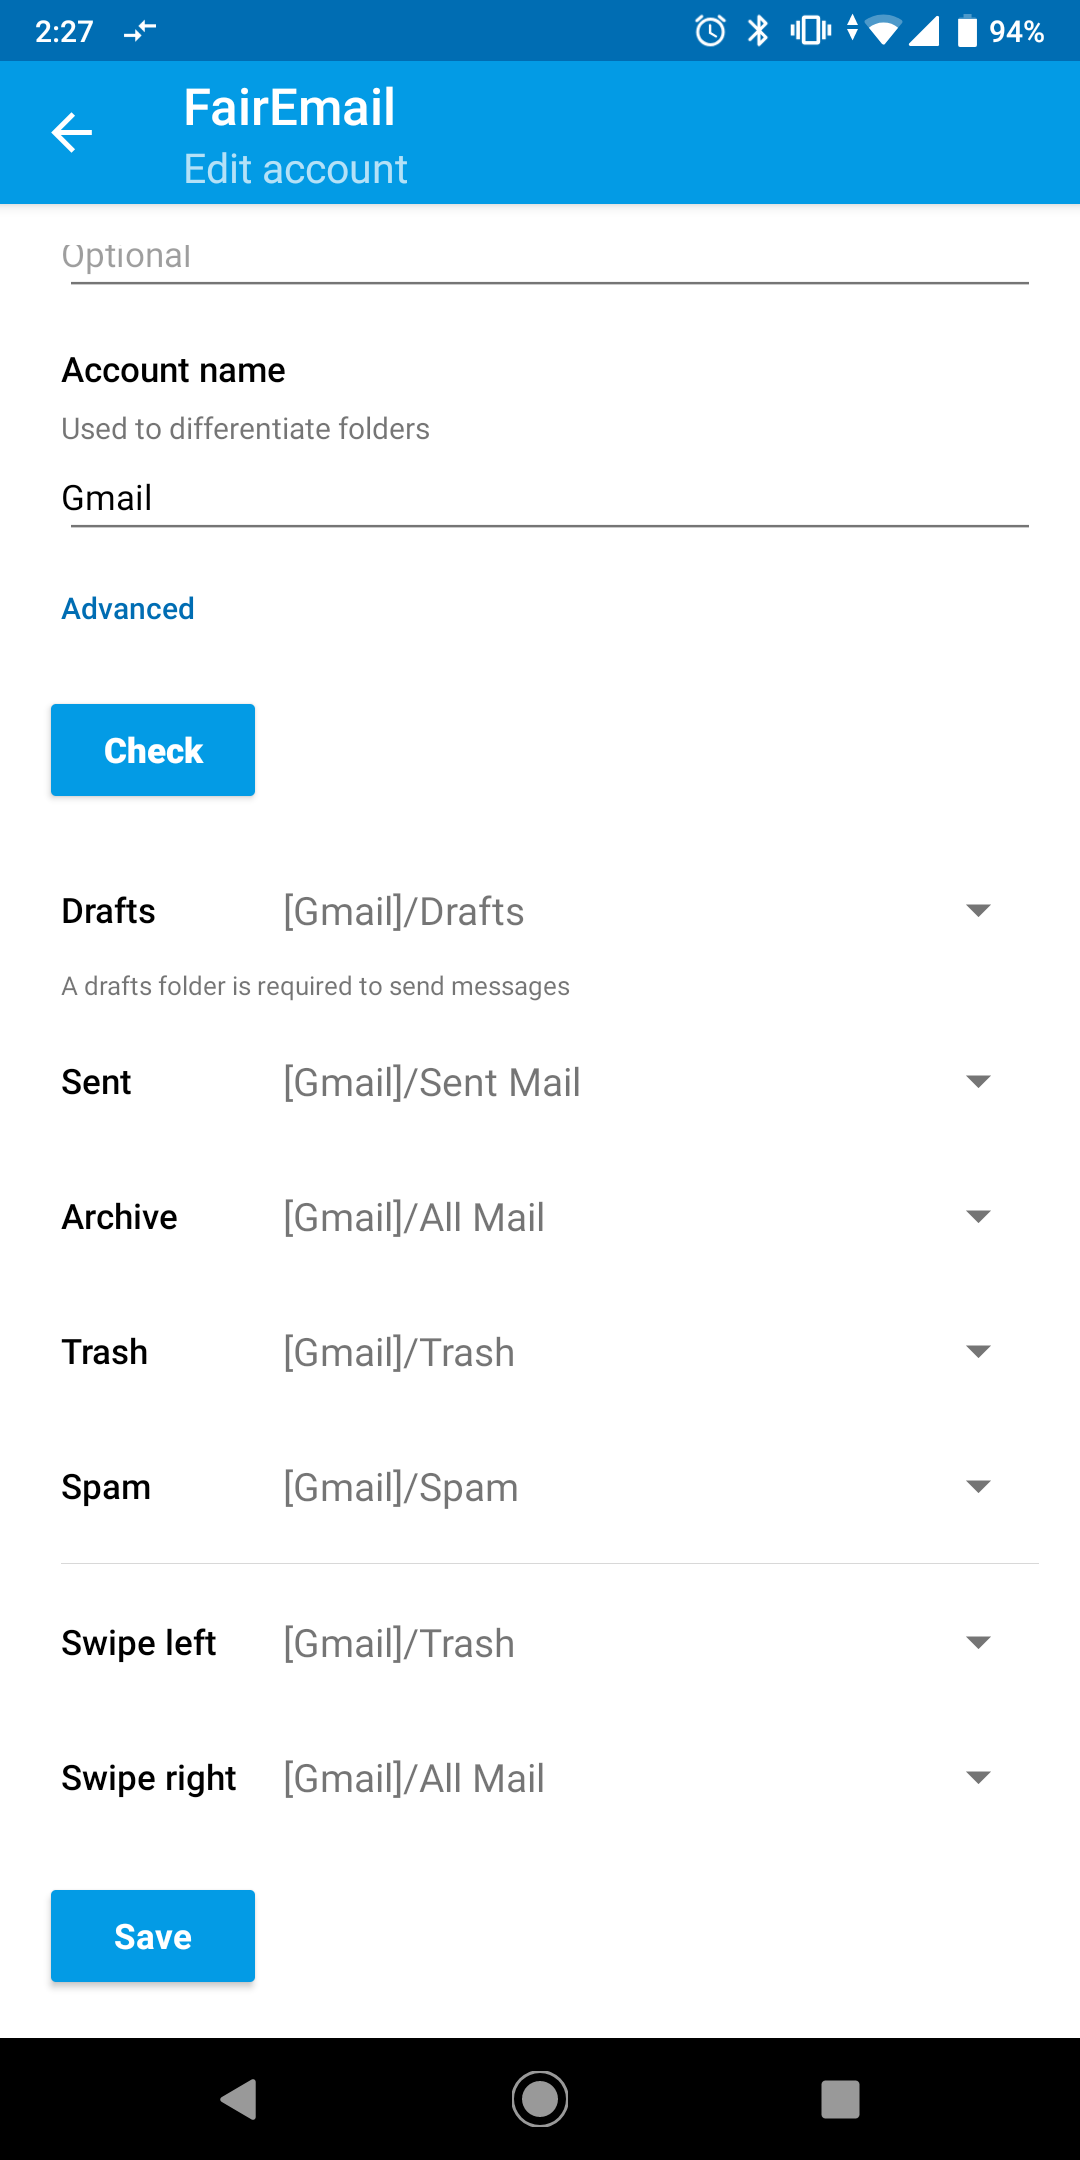 2:27 94%
FairEmail
Edit account
Optional
Account name
Used to differentiate folders
Gmail
Advanced
Check
Drafts [Gmail]/Drafts
A drafts folder is required to send messages
Sent [Gmail]/Sent Mail
Archive [Gmail]/All Mail
Trash [Gmail]/Trash
Spam [Gmail]/Spam
Swipe left [Gmail]/Trash
Swipe right [Gmail]/All Mail
Save